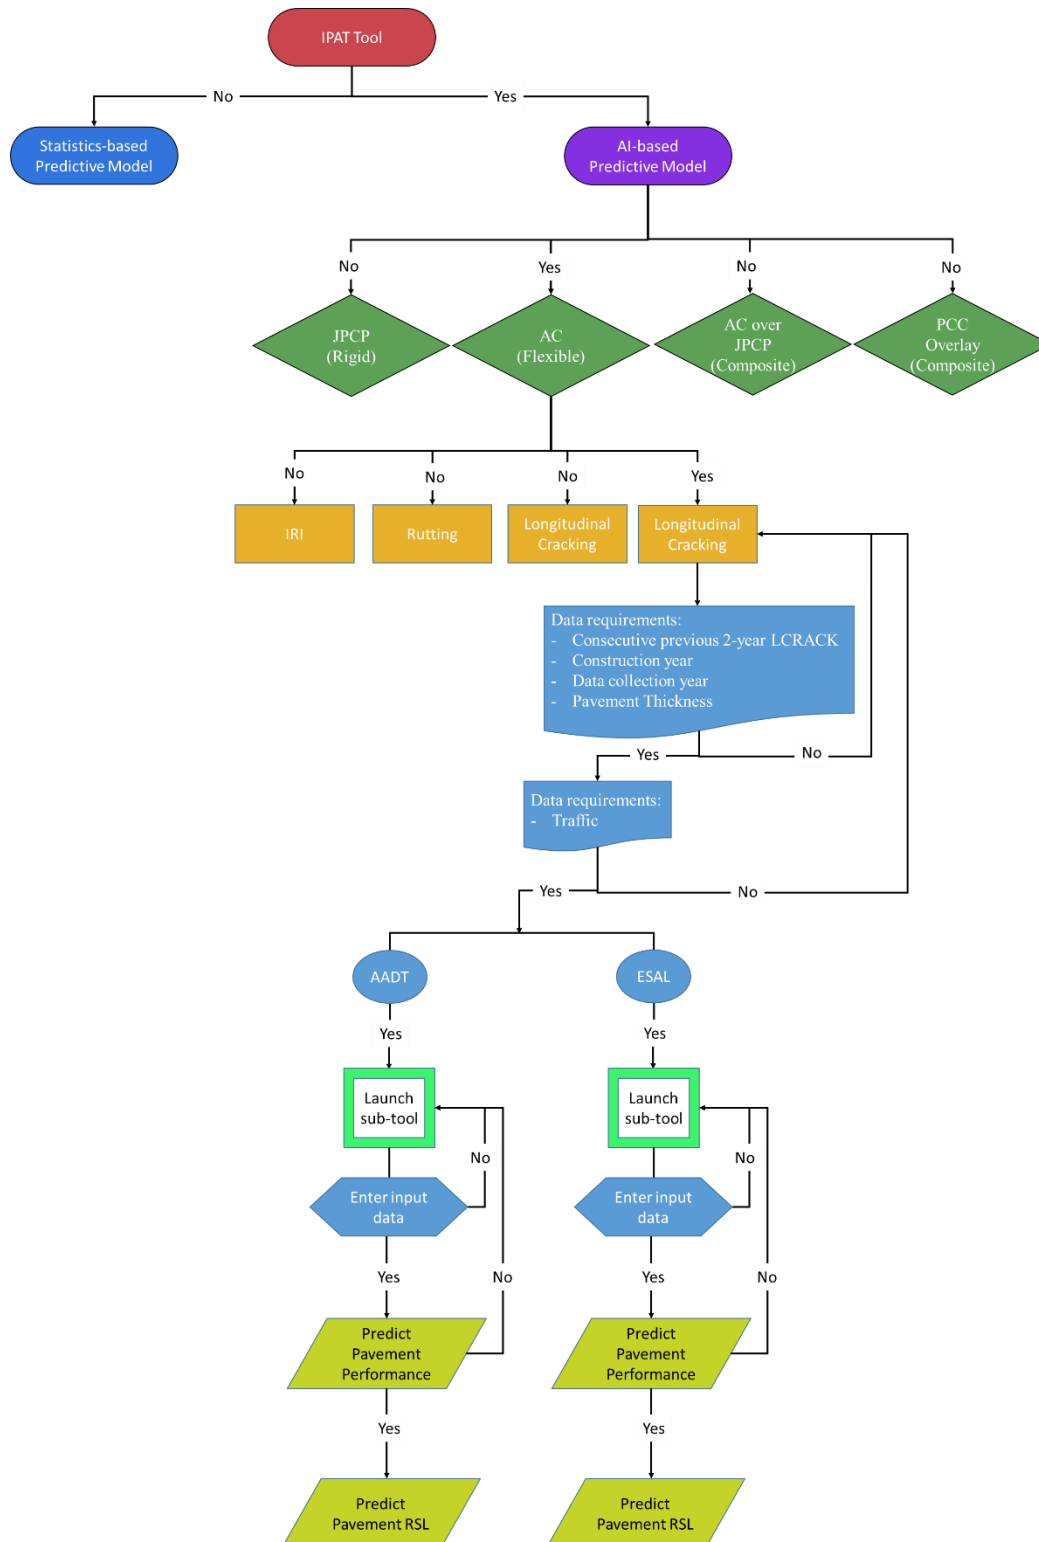 IPAT Tool
No
Yes
Statistics-based
Predictive Model
AI-based
Predictive Model
No
Yes
No
No
JPCP
(Rigid)
AC
(Flexible)
AC over
JPCP
(Composite)
PCC
Overlay
(Composite)
No
No
No
Yes
IRI
Rutting
Longitudinal
Cracking
Longitudinal
Cracking
Data requirements:
- Consecutive previous 2-year LCRACK
- Construction year
- Data collection year
- Pavement Thickness
Yes
No
Data requirements:
- Traffic
Yes
No
AADT
ESAL
Yes
Yes
Launch
sub-tool
Launch
sub-tool
No
No
Enter input
data
Enter input
data
Yes
No
Yes
No
Predict
Pavement
Performance
Predict
Pavement
Performance
Yes
Yes
Predict
Pavement RSL
Predict
Pavement RSL